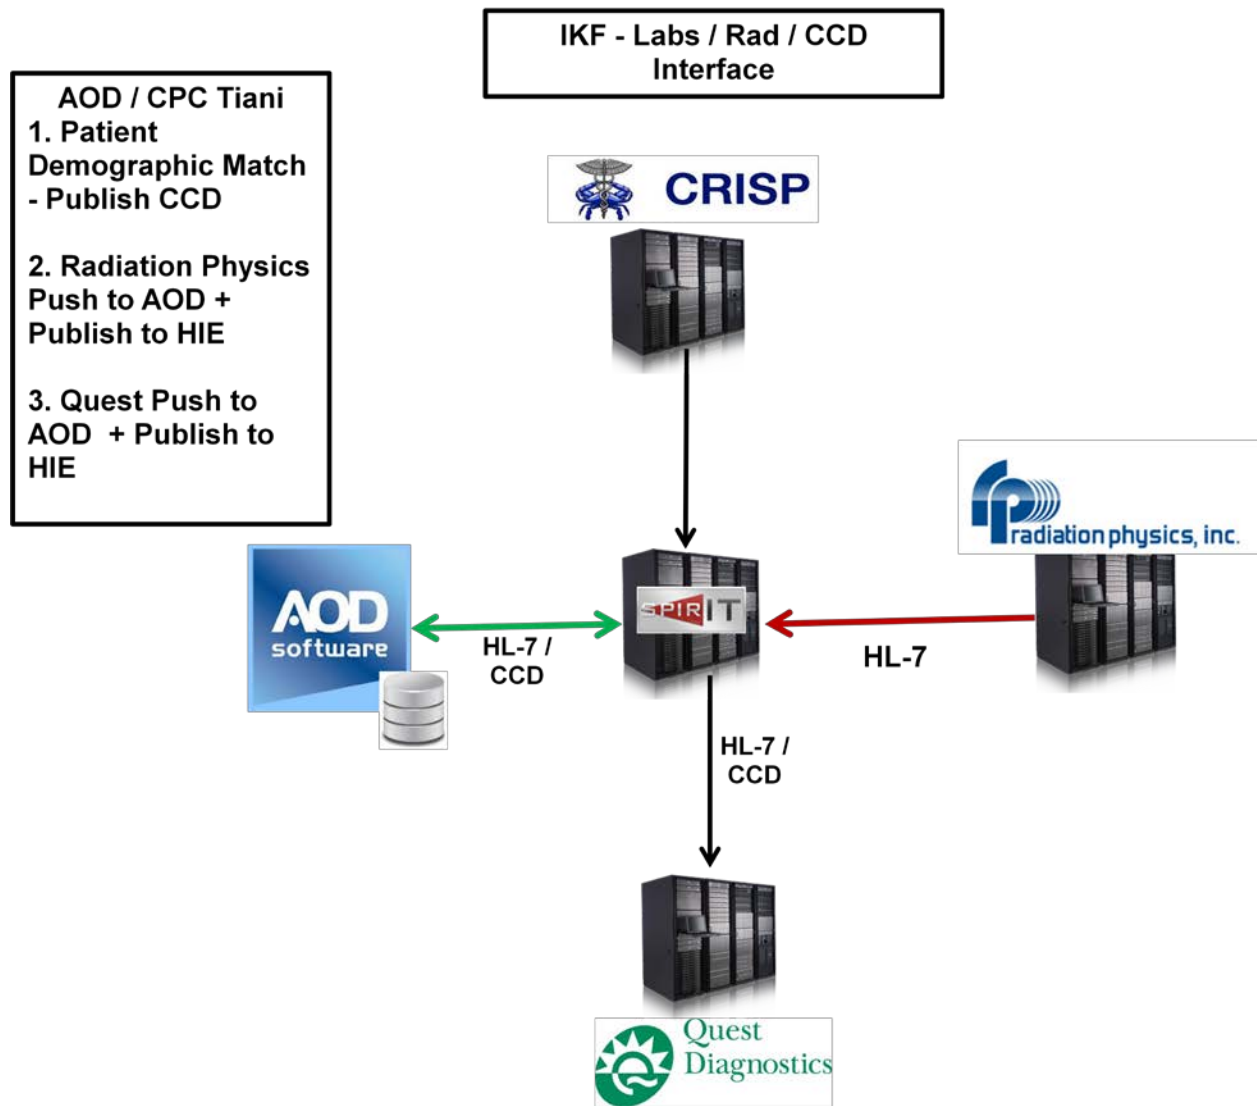 IKF - Labs / Rad / CCD
Interface
AOD / CPC Tiani
1. Patient
Demographic Match
- Publish CCD
2. Radiation Physics
Push to AOD +
Publish to HIE
3. Quest Push to
AOD + Publish to
HIE
CRISP
rp
radiation physics, inc.
AOD
software
HL-7 /
CCD
SPIRIT
HL-7
HL-7 /
CCD
Quest
Diagnostics